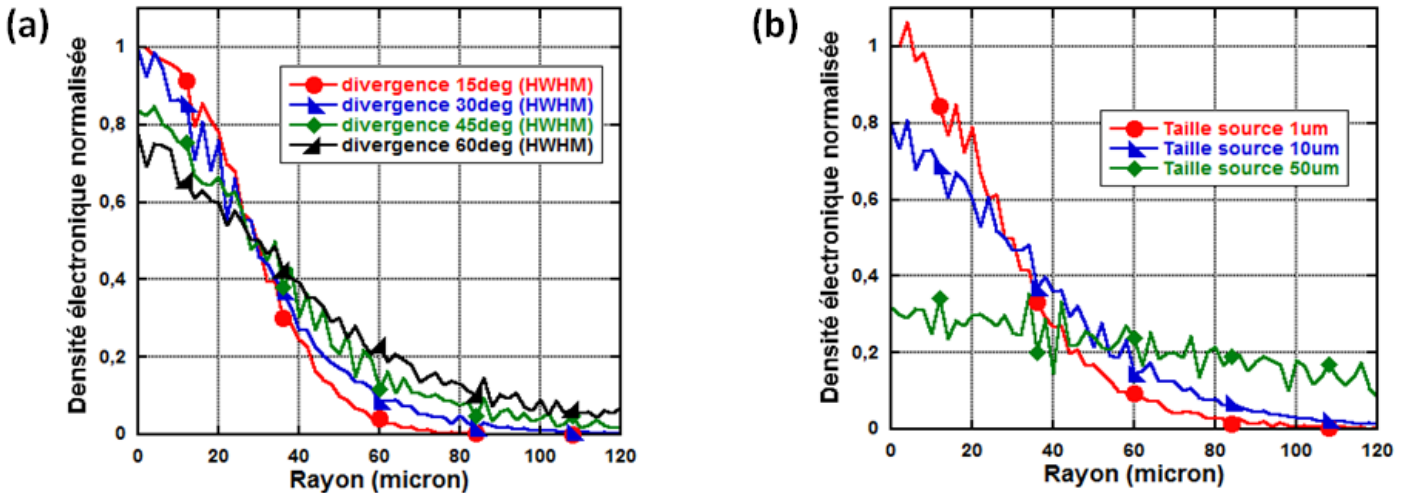 (a)
Densité électronique normalisée
1
0,8
0,6
0,4
0,2
0
divergence 15deg (HWHM)
divergence 30deg (HWHM)
divergence 45deg (HWHM)
divergence 60deg (HWHM)
0 20 40 60 80 100 120
Rayon (micron)
(b)
Densité électronique normalisée
1
0,8
0,6
0,4
0,2
0
Taille source 1um
Taille source 10um
Taille source 50um
0 20 40 60 80 100 120
Rayon (micron)